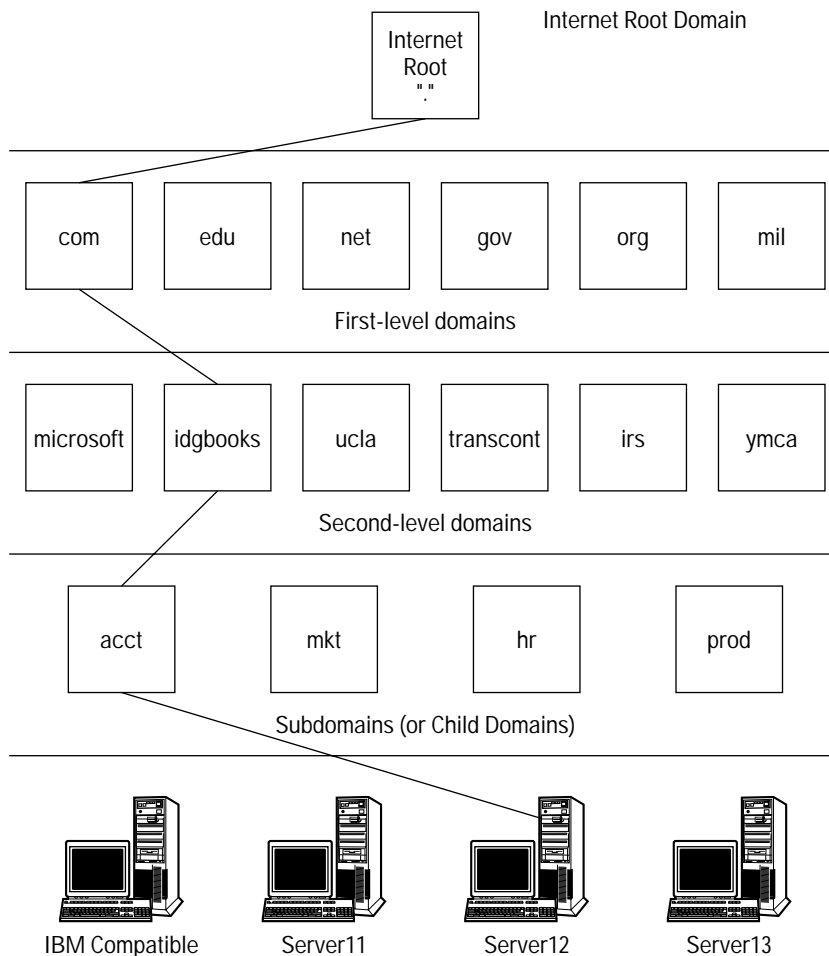 Internet Root Domain
Internet
Root
"."
com
edu
net
gov
org
mil
First-level domains
microsoft
idgbooks
ucla
transcont
irs
ymca
Second-level domains
acct
mkt
hr
prod
Subdomains (or Child Domains)
IBM Compatible
Server11
Server12
Server13